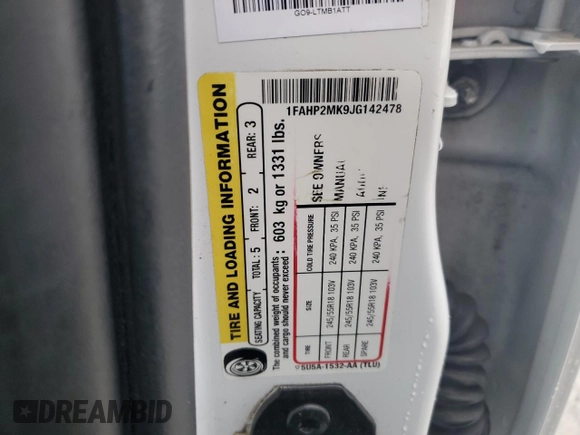 GO9-LTMB1ATT
1FAHP2MK9JG142478
TIRE AND LOADING INFORMATION
SEATING CAPACITY TOTAL: 5 FRONT: 2 REAR: 3
The combined weight of occupants and cargo should never exceed: 603 kg or 1331 lbs.
TIRE SIZE COLD TIRE PRESSURE
FRONT 245/55R18 103V 240 KPA, 35 PSI
REAR 245/55R18 103V 240 KPA, 35 PSI
SPARE 245/55R18 103V 240 KPA, 35 PSI
SEE OWNERS
MANUAL
5U5A-1532-AA (TLU)
DREAMBID